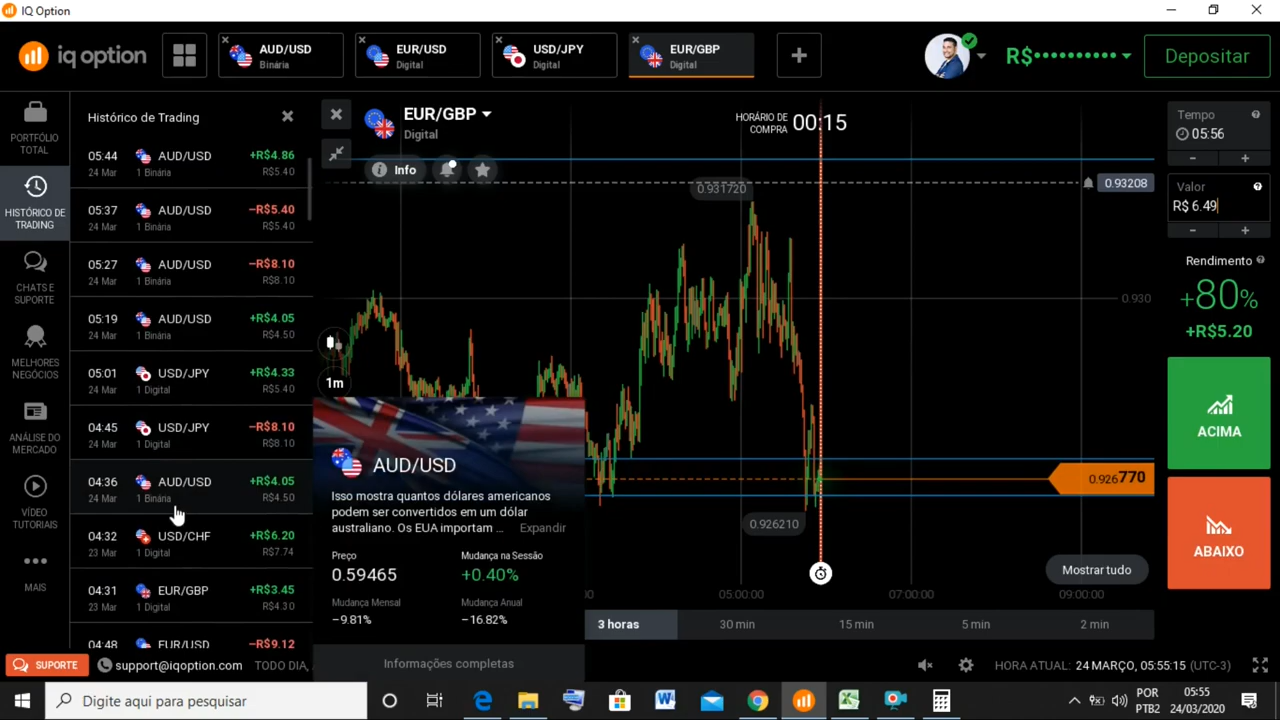 IQ Option
iq option
AUD/USD
Binária
EUR/USD
Digital
USD/JPY
Digital
EUR/GBP
Digital
R$••••••••••
Depositar
PORTFÓLIO
TOTAL
HISTÓRICO DE
TRADING
CHATS E
SUPORTE
MELHORES
NEGÓCIOS
ANÁLISE DO
MERCADO
VÍDEO
TUTORIAIS
MAIS
Histórico de Trading
05:44 AUD/USD +R$4.86
24 Mar 1 Binária R$5.40
05:37 AUD/USD −R$5.40
24 Mar 1 Binária R$5.40
05:27 AUD/USD −R$8.10
24 Mar 1 Binária R$8.10
05:19 AUD/USD +R$4.05
24 Mar 1 Binária R$4.50
05:01 USD/JPY +R$4.33
24 Mar 1 Digital R$5.40
04:45 USD/JPY −R$8.10
24 Mar 1 Digital R$8.10
04:36 AUD/USD +R$4.05
24 Mar 1 Binária R$4.50
04:32 USD/CHF +R$6.20
23 Mar 1 Digital R$7.74
04:31 EUR/GBP +R$3.45
23 Mar 1 Digital R$4.30
04:48 EUR/USD −R$9.12
EUR/GBP
Digital
Info
HORÁRIO DE
COMPRA 00:15
0.931720
0.93208
0.930
0.926770
0.926210
1m
AUD/USD
Isso mostra quantos dólares americanos
podem ser convertidos em um dólar
australiano. Os EUA importam ... Expandir
Preço Mudança na Sessão
0.59465 +0.40%
Mudança Mensal Mudança Anual
−9.81% −16.82%
Informações completas
Mostrar tudo
05:00:00 07:00:00 09:00:00
3 horas 30 min 15 min 5 min 2 min
Tempo
05:56
Valor
R$ 6.49
Rendimento
+80%
+R$5.20
ACIMA
ABAIXO
SUPORTE support@iqoption.com TODO DIA,
HORA ATUAL: 24 MARÇO, 05:55:15 (UTC-3)
Digite aqui para pesquisar
POR
PTB2
05:55
24/03/2020